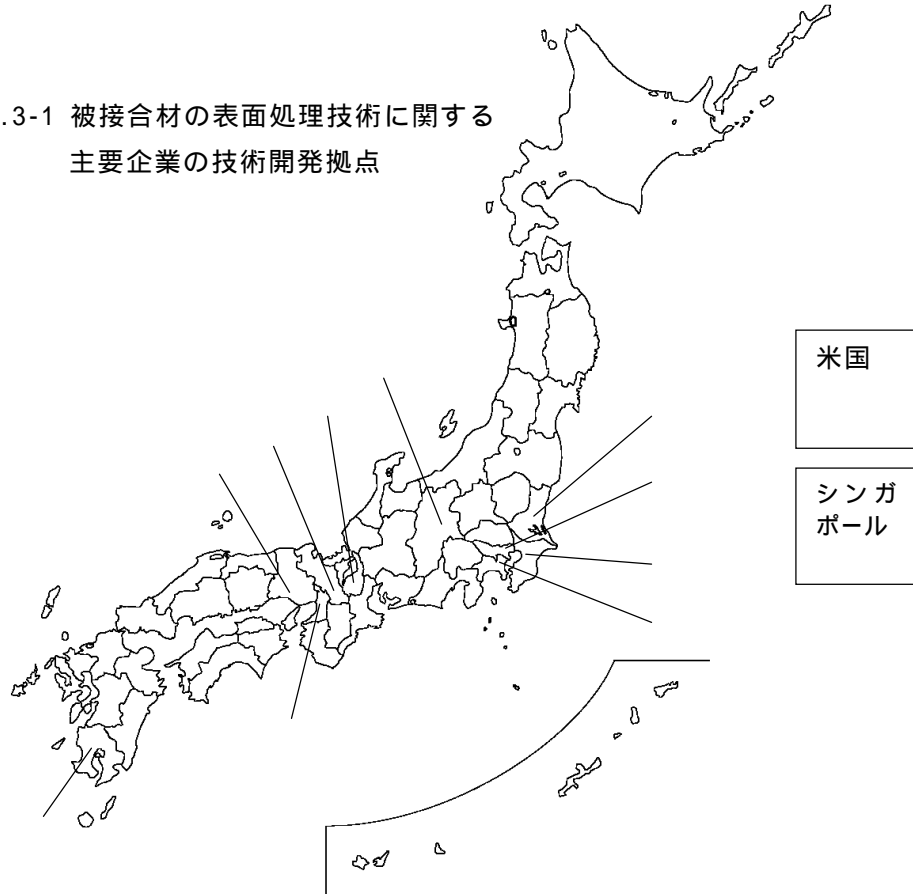 .3-1 被接合材の表面処理技術に関する
主要企業の技術開発拠点
米国
シンガ
ポール